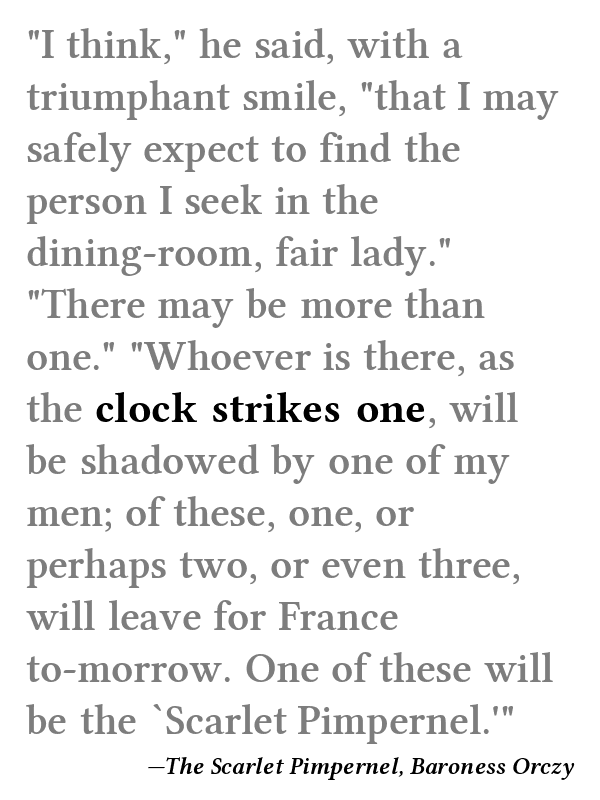 "I think," he said, with a
triumphant smile, "that I may
safely expect to find the
person I seek in the
dining-room, fair lady."
"There may be more than
one." "Whoever is there, as
the clock strikes one, will
be shadowed by one of my
men; of these, one, or
perhaps two, or even three,
will leave for France
to-morrow. One of these will
be the `Scarlet Pimpernel.'"
—The Scarlet Pimpernel, Baroness Orczy